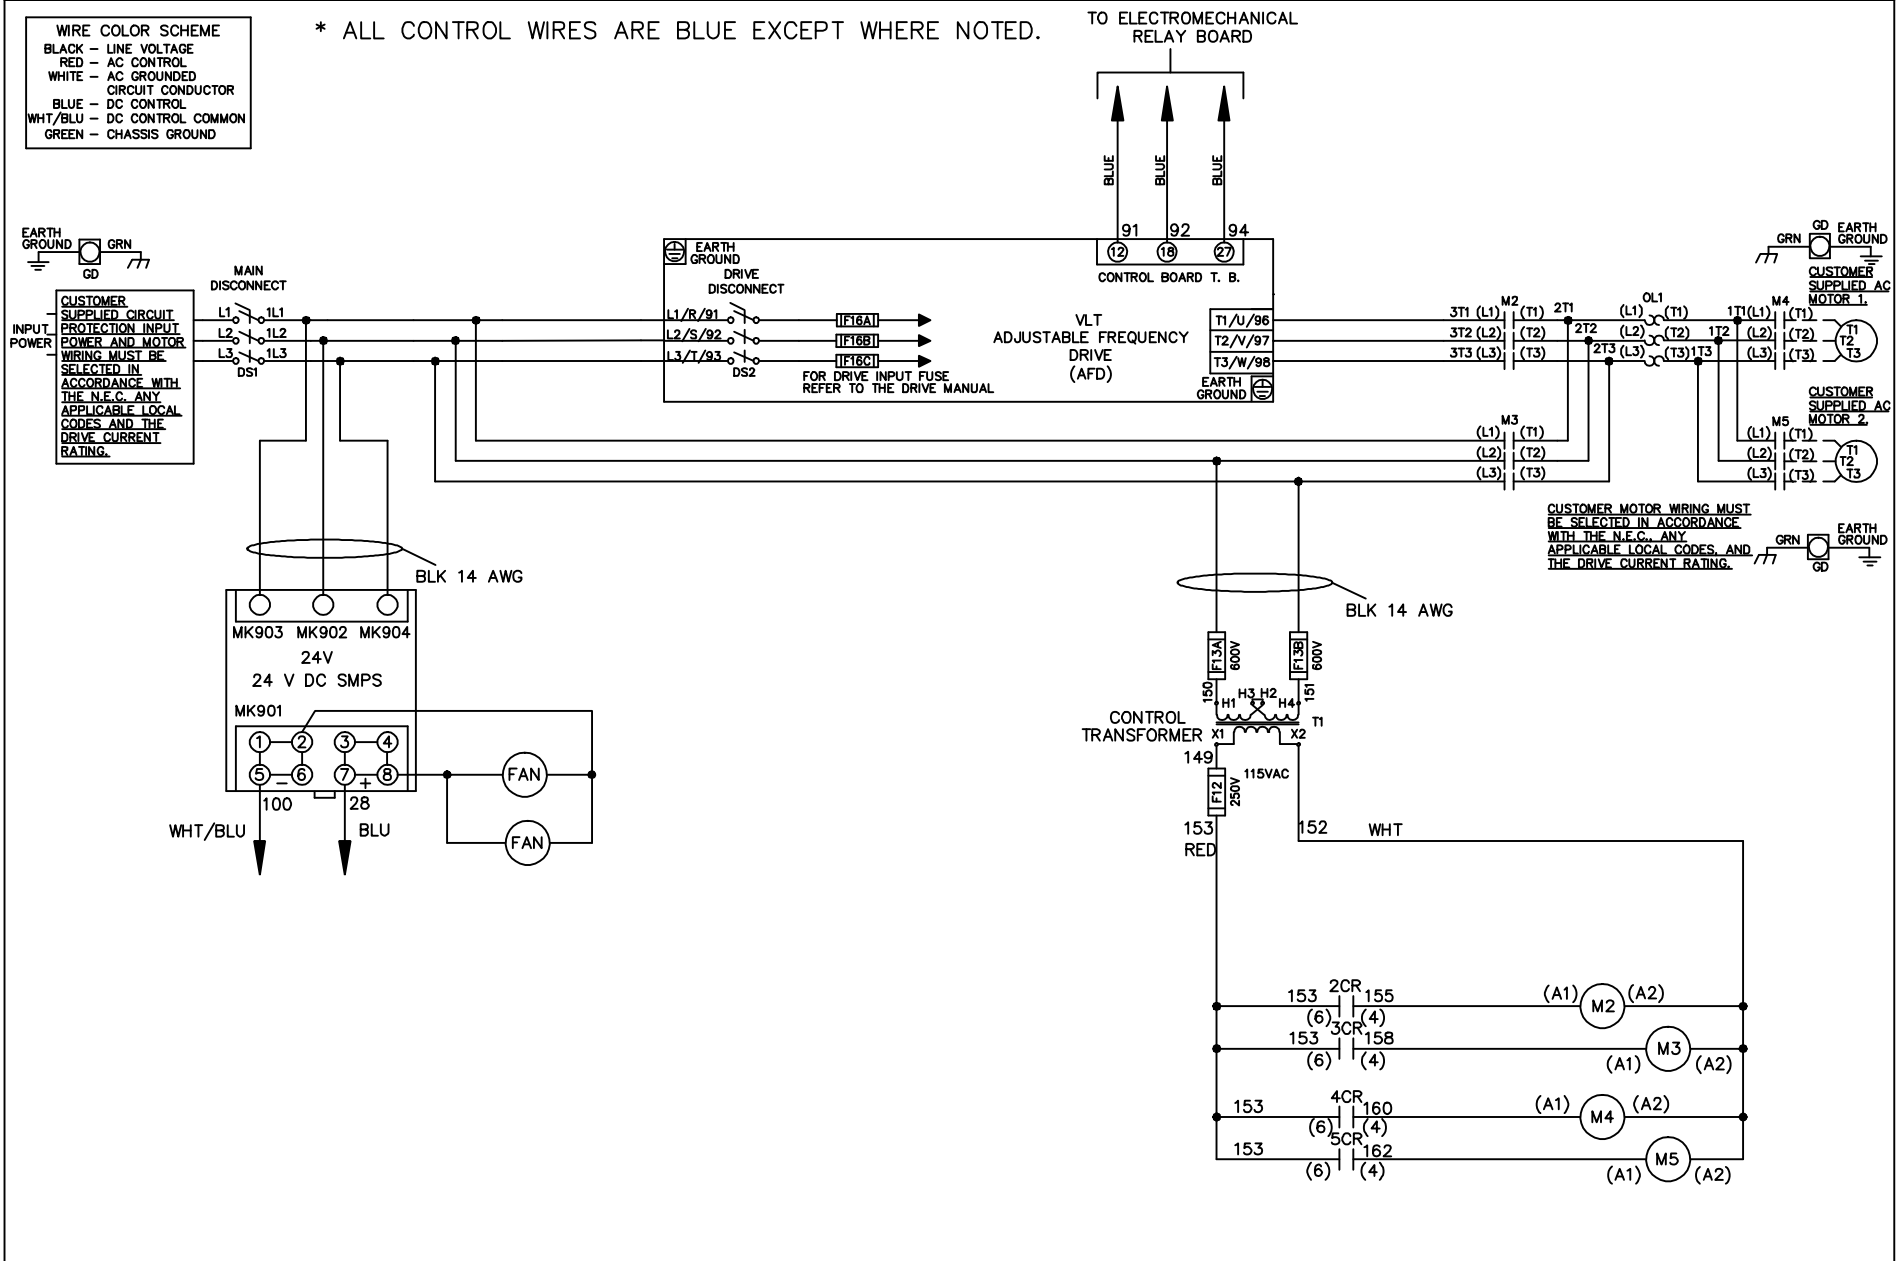 WIRE COLOR SCHEME
BLACK – LINE VOLTAGE
RED – AC CONTROL
WHITE – AC GROUNDED
CIRCUIT CONDUCTOR
BLUE – DC CONTROL
WHT/BLU – DC CONTROL COMMON
GREEN – CHASSIS GROUND
* ALL CONTROL WIRES ARE BLUE EXCEPT WHERE NOTED.
TO ELECTROMECHANICAL
RELAY BOARD
BLUE
BLUE
BLUE
91 92 94
12 18 27
CONTROL BOARD T. B.
EARTH
GROUND
GRN
GD
CUSTOMER
SUPPLIED CIRCUIT
PROTECTION INPUT
POWER AND MOTOR
WIRING MUST BE
SELECTED IN
ACCORDANCE WITH
THE N.E.C. ANY
APPLICABLE LOCAL
CODES AND THE
DRIVE CURRENT
RATING.
INPUT
POWER
MAIN
DISCONNECT
L1 1L1
L2 1L2
L3 1L3
DS1
EARTH
GROUND
DRIVE
DISCONNECT
L1/R/91
L2/S/92
L3/T/93
DS2
IF16A
IF16B
IF16C
FOR DRIVE INPUT FUSE
REFER TO THE DRIVE MANUAL
VLT
ADJUSTABLE FREQUENCY
DRIVE
(AFD)
T1/U/96
T2/V/97
T3/W/98
EARTH
GROUND
M2
3T1 (L1) (T1) 2T1
3T2 (L2) (T2) 2T2
3T3 (L3) (T3) 2T3
OL1
(L1) (T1) 1T1
(L2) (T2) 1T2
(L3) (T3) 1T3
M4
(L1) (T1)
(L2) (T2)
(L3) (T3)
T1
T2
T3
GD
GRN
EARTH
GROUND
CUSTOMER
SUPPLIED AC
MOTOR 1.
M3
(L1) (T1)
(L2) (T2)
(L3) (T3)
CUSTOMER
SUPPLIED AC
MOTOR 2.
M5
(L1) (T1)
(L2) (T2)
(L3) (T3)
T1
T2
T3
CUSTOMER MOTOR WIRING MUST
BE SELECTED IN ACCORDANCE
WITH THE N.E.C., ANY
APPLICABLE LOCAL CODES, AND
THE DRIVE CURRENT RATING.
GRN
GD
EARTH
GROUND
BLK 14 AWG
MK903 MK902 MK904
24V
24 V DC SMPS
MK901
1 2 3 4
5 – 6 7 + 8
100 28
WHT/BLU BLU
FAN
FAN
BLK 14 AWG
F13A
600V
F13B
600V
150
151
H1 H3 H2 H4
T1
CONTROL
TRANSFORMER
X1 X2
149
115VAC
F12
250V
153
RED
152 WHT
2CR
153 155
(6) (4)
(A1) M2 (A2)
3CR
153 158
(6) (4)
(A1) M3 (A2)
4CR
153 160
(6) (4)
(A1) M4 (A2)
5CR
153 162
(6) (4)
(A1) M5 (A2)